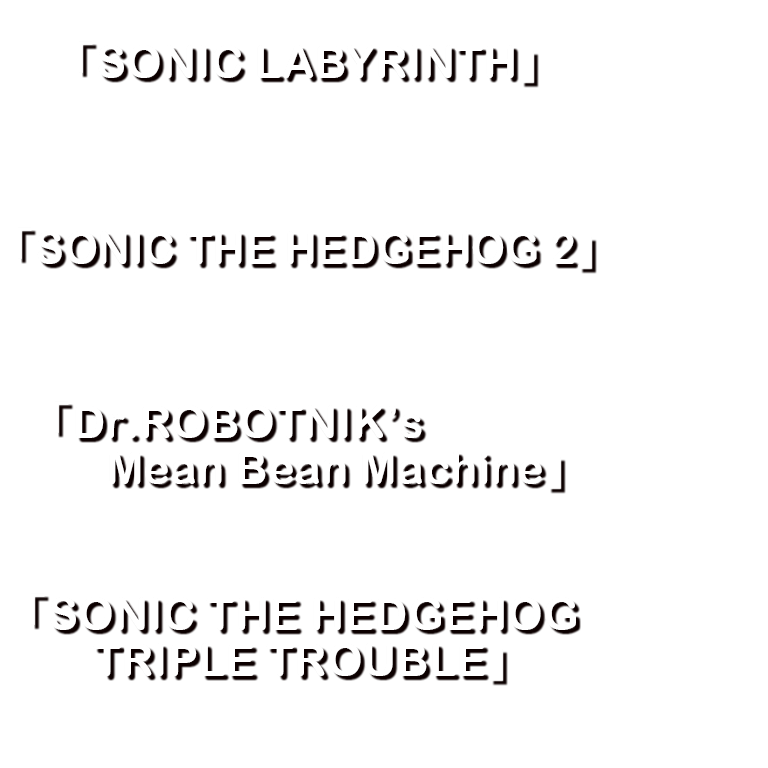 「SONIC LABYRINTH」
「SONIC THE HEDGEHOG 2」
「Dr.ROBOTNIK’s
Mean Bean Machine」
「SONIC THE HEDGEHOG
TRIPLE TROUBLE」